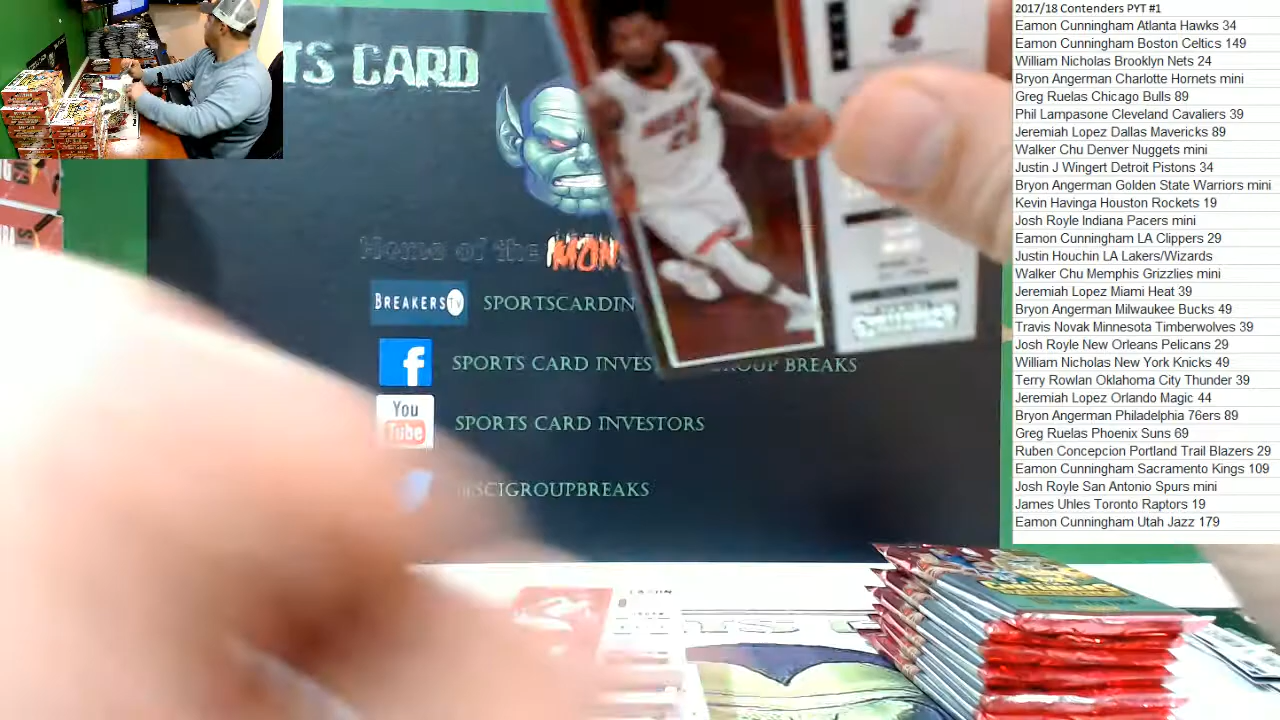 TS CARD
Home of the MON
BREAKERS TV SPORTSCARDIN
f SPORTS CARD INVES GROUP BREAKS
You Tube SPORTS CARD INVESTORS
SCIGROUPBREAKS
2017/18 Contenders PYT #1
Eamon Cunningham Atlanta Hawks 34
Eamon Cunningham Boston Celtics 149
William Nicholas Brooklyn Nets 24
Bryon Angerman Charlotte Hornets mini
Greg Ruelas Chicago Bulls 89
Phil Lampasone Cleveland Cavaliers 39
Jeremiah Lopez Dallas Mavericks 89
Walker Chu Denver Nuggets mini
Justin J Wingert Detroit Pistons 34
Bryon Angerman Golden State Warriors mini
Kevin Havinga Houston Rockets 19
Josh Royle Indiana Pacers mini
Eamon Cunningham LA Clippers 29
Justin Houchin LA Lakers/Wizards
Walker Chu Memphis Grizzlies mini
Jeremiah Lopez Miami Heat 39
Bryon Angerman Milwaukee Bucks 49
Travis Novak Minnesota Timberwolves 39
Josh Royle New Orleans Pelicans 29
William Nicholas New York Knicks 49
Terry Rowlan Oklahoma City Thunder 39
Jeremiah Lopez Orlando Magic 44
Bryon Angerman Philadelphia 76ers 89
Greg Ruelas Phoenix Suns 69
Ruben Concepcion Portland Trail Blazers 29
Eamon Cunningham Sacramento Kings 109
Josh Royle San Antonio Spurs mini
James Uhles Toronto Raptors 19
Eamon Cunningham Utah Jazz 179